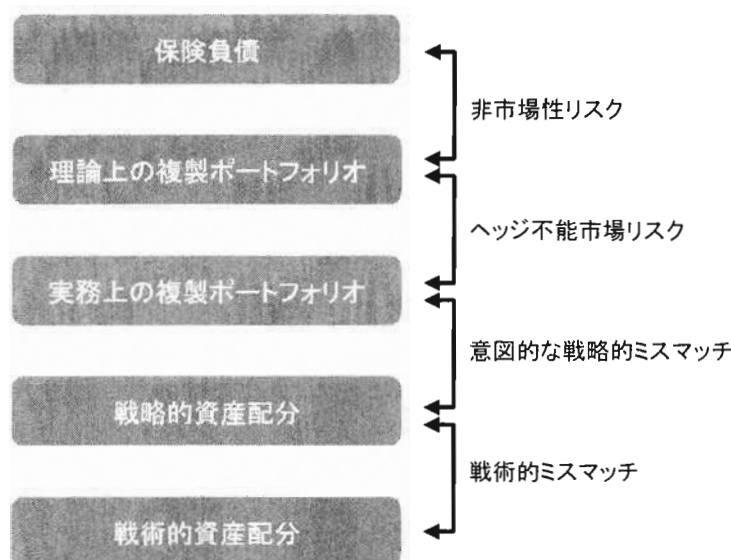 保険負債
非市場性リスク
理論上の複製ポートフォリオ
ヘッジ不能市場リスク
実務上の複製ポートフォリオ
意図的な戦略的ミスマッチ
戦略的資産配分
戦術的ミスマッチ
戦術的資産配分